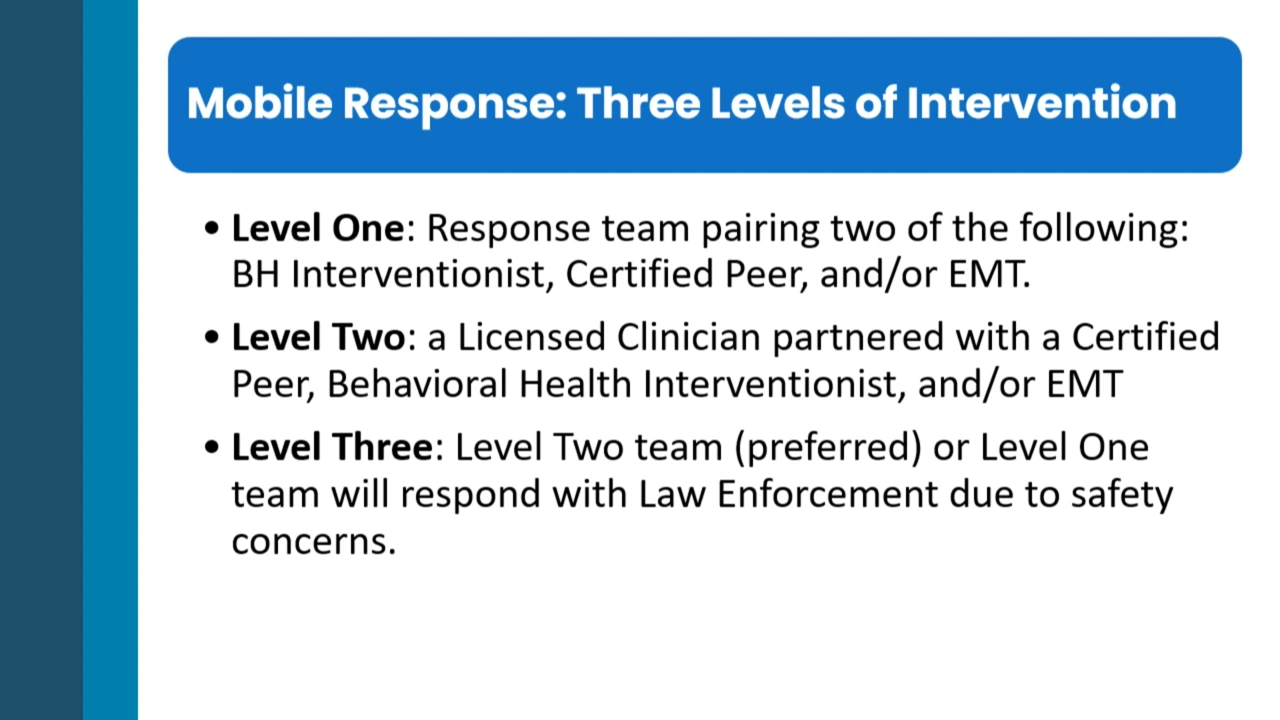 Mobile Response: Three Levels of Intervention
• Level One: Response team pairing two of the following:
BH Interventionist, Certified Peer, and/or EMT.
• Level Two: a Licensed Clinician partnered with a Certified
Peer, Behavioral Health Interventionist, and/or EMT
• Level Three: Level Two team (preferred) or Level One
team will respond with Law Enforcement due to safety
concerns.